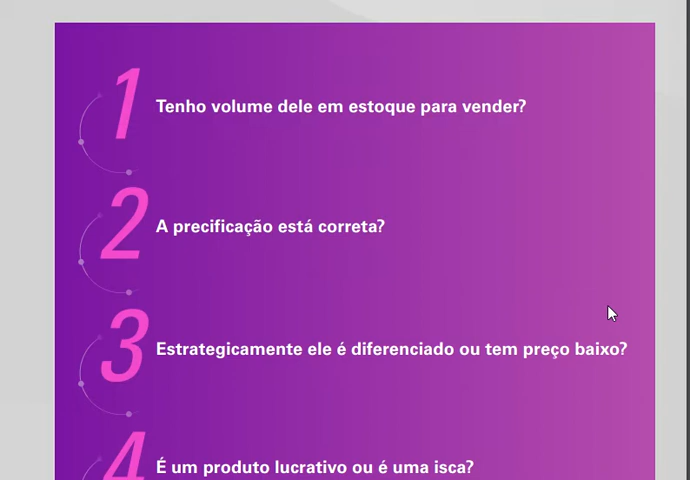 1 Tenho volume dele em estoque para vender?
2 A precificação está correta?
3 Estrategicamente ele é diferenciado ou tem preço baixo?
4 É um produto lucrativo ou é uma isca?